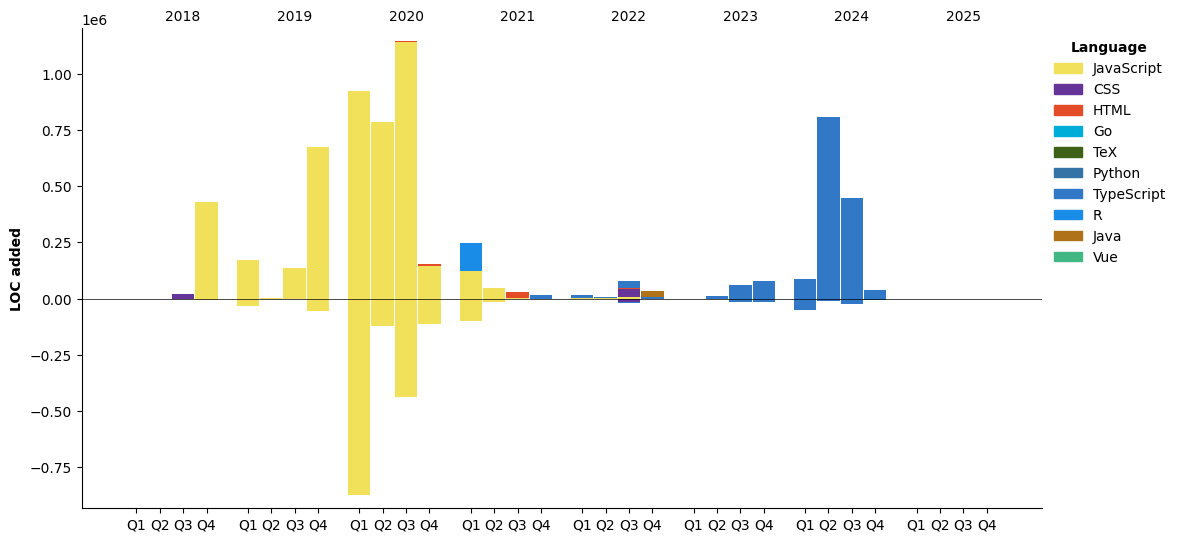 1e6
2018 2019 2020 2021 2022 2023 2024 2025
LOC added
1.00
0.75
0.50
0.25
0.00
−0.25
−0.50
−0.75
Q1 Q2 Q3 Q4 Q1 Q2 Q3 Q4 Q1 Q2 Q3 Q4 Q1 Q2 Q3 Q4 Q1 Q2 Q3 Q4 Q1 Q2 Q3 Q4 Q1 Q2 Q3 Q4 Q1 Q2 Q3 Q4
Language
JavaScript
CSS
HTML
Go
TeX
Python
TypeScript
R
Java
Vue